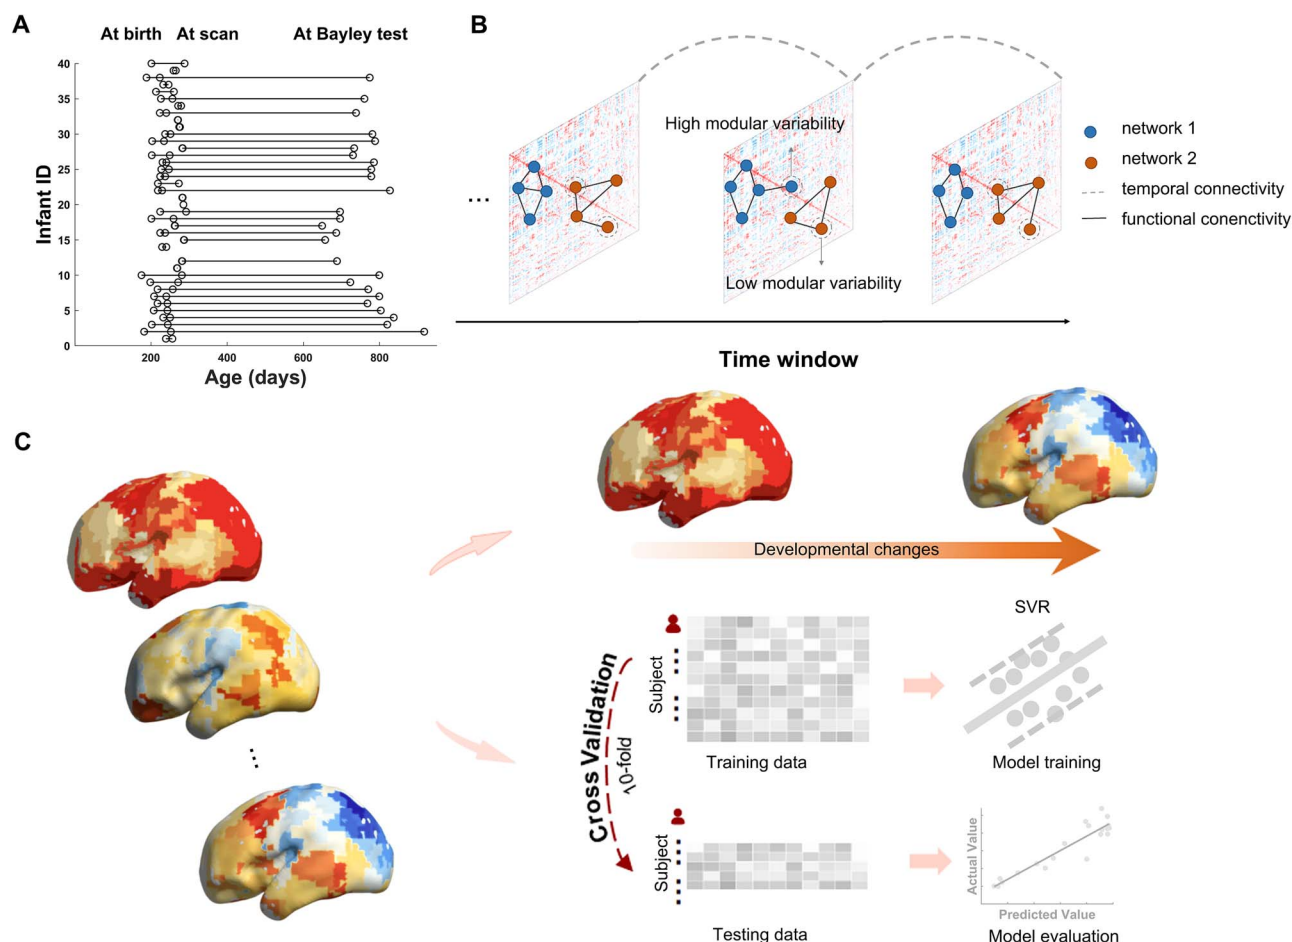 A
At birth
At scan
At Bayley test
40
35
30
25
20
15
10
5
0
Infant ID
200
400
600
800
Age (days)
B
High modular variability
...
Low modular variability
network 1
network 2
temporal connectivity
functional conenctivity
Time window
C
...
Developmental changes
Cross Validation
10-fold
Subject
Training data
SVR
Model training
Subject
Testing data
Actual Value
Predicted Value
Model evaluation